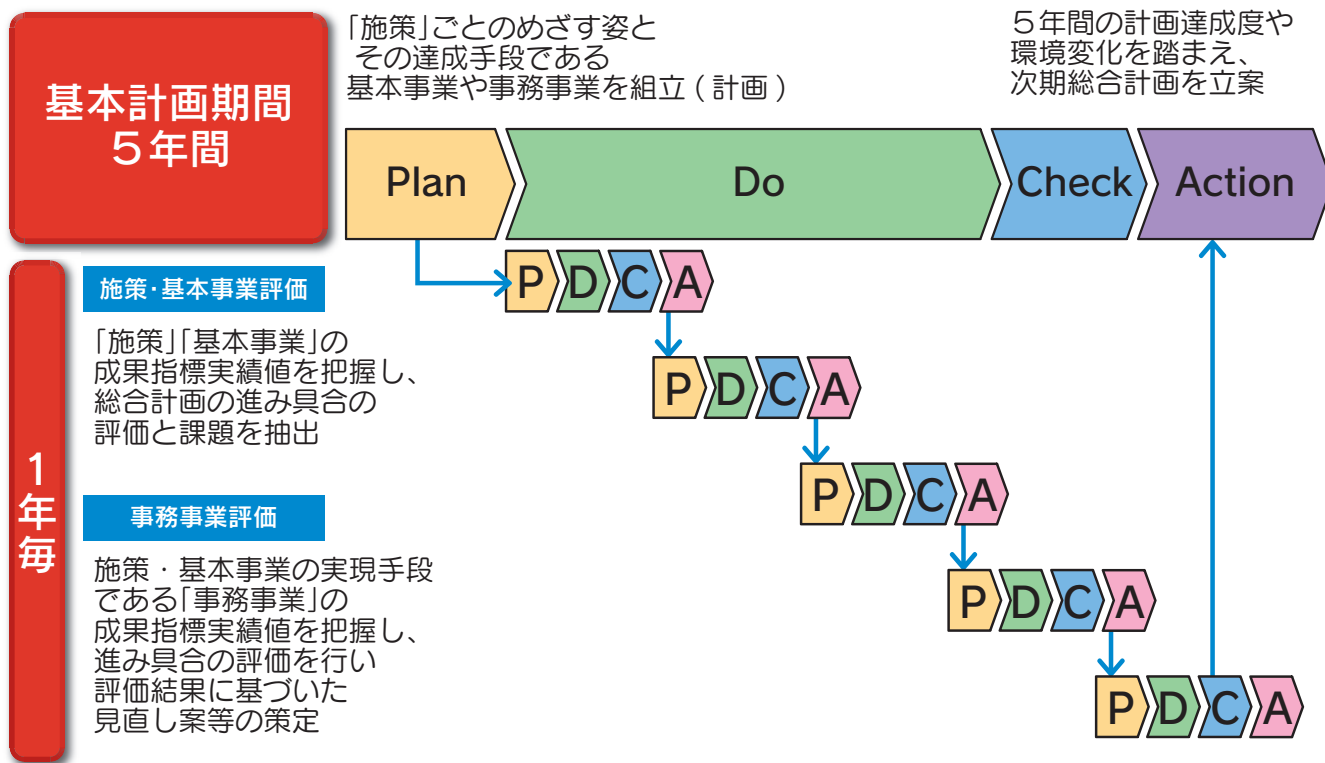 基本計画期間
5年間
「施策」ごとのめざす姿と
その達成手段である
基本事業や事務事業を組立(計画)
5年間の計画達成度や
環境変化を踏まえ、
次期総合計画を立案
Plan
Do
Check
Action
1年毎
施策・基本事業評価
「施策」「基本事業」の
成果指標実績値を把握し、
総合計画の進み具合の
評価と課題を抽出
事務事業評価
施策・基本事業の実現手段
である「事務事業」の
成果指標実績値を把握し、
進み具合の評価を行い
評価結果に基づいた
見直し案等の策定
P D C A
P D C A
P D C A
P D C A
P D C A